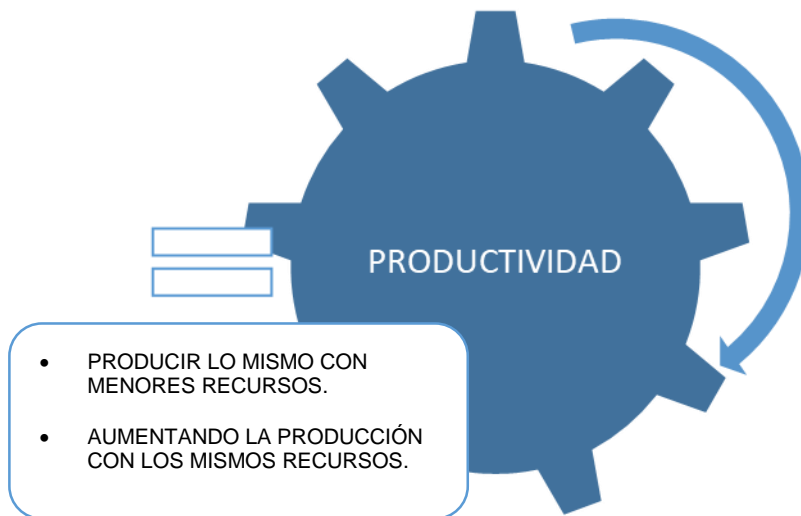 PRODUCTIVIDAD
• PRODUCIR LO MISMO CON
MENORES RECURSOS.
• AUMENTANDO LA PRODUCCIÓN
CON LOS MISMOS RECURSOS.